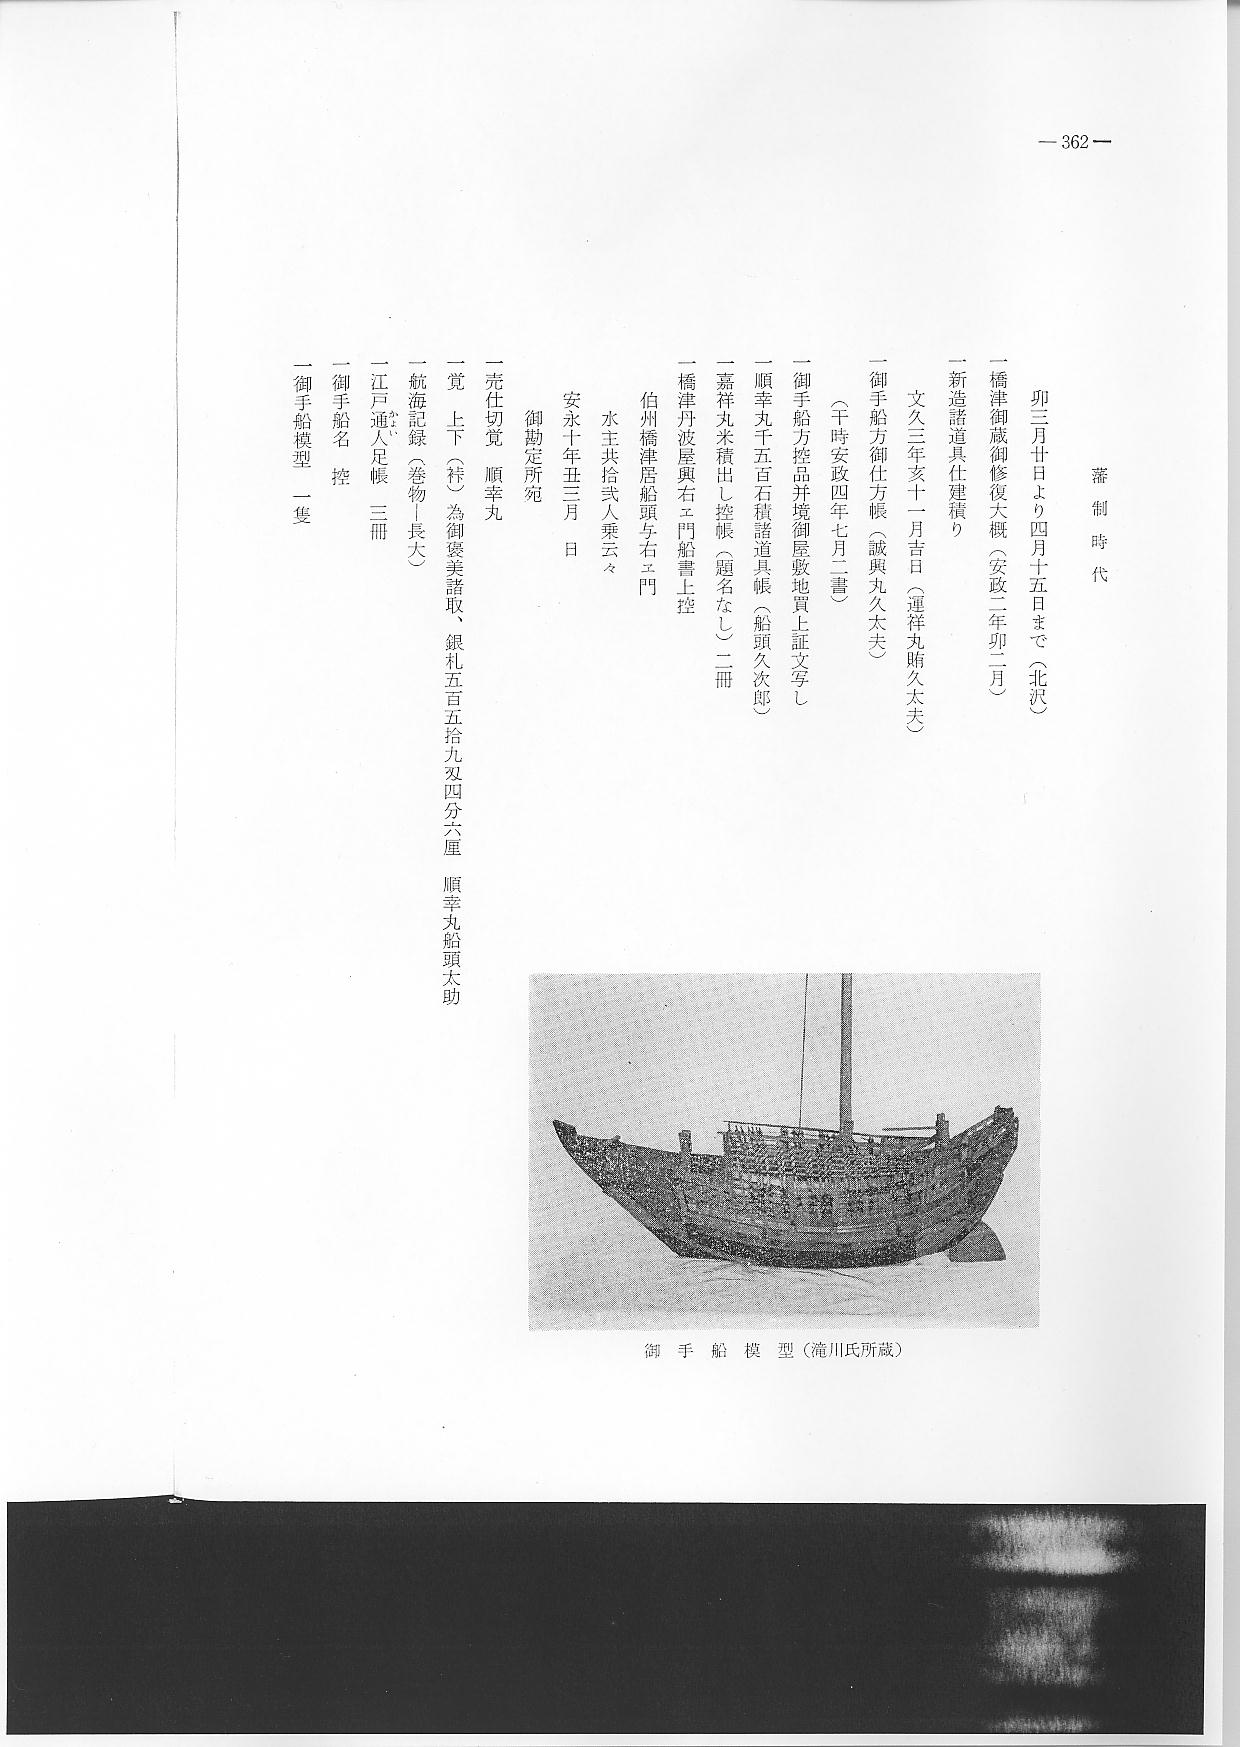 ―362―
藩制時代
卯三月廿日より四月十五日まで（北沢）
一橋津御蔵御修復大概（安政二年卯二月）
一新造諸道具仕建積り
文久三年亥十一月吉日（運祥丸賄久太夫）
一御手船方御仕方帳（誠興丸久太夫）
（干時安政四年七月二書）
一御手船方控品并境御屋敷地買上証文写し
一順幸丸千五百石積諸道具帳（船頭久次郎）
一嘉祥丸米積出し控帳（題名なし）二冊
一橋津丹波屋興右ヱ門船書上控
伯州橋津居船頭与右ヱ門
水主共拾弐人乗云々
安永十年丑三月　日
御勘定所宛
一売仕切覚　順幸丸
一覚　上下（裃）為御褒美諸取、銀札五百五拾九匁四分六厘　順幸丸船頭太助
一航海記録（巻物―長大）
一江戸通人足帳　三冊
かよい
一御手船名　控
一御手船模型　一隻
御手船模型（滝川氏所蔵）